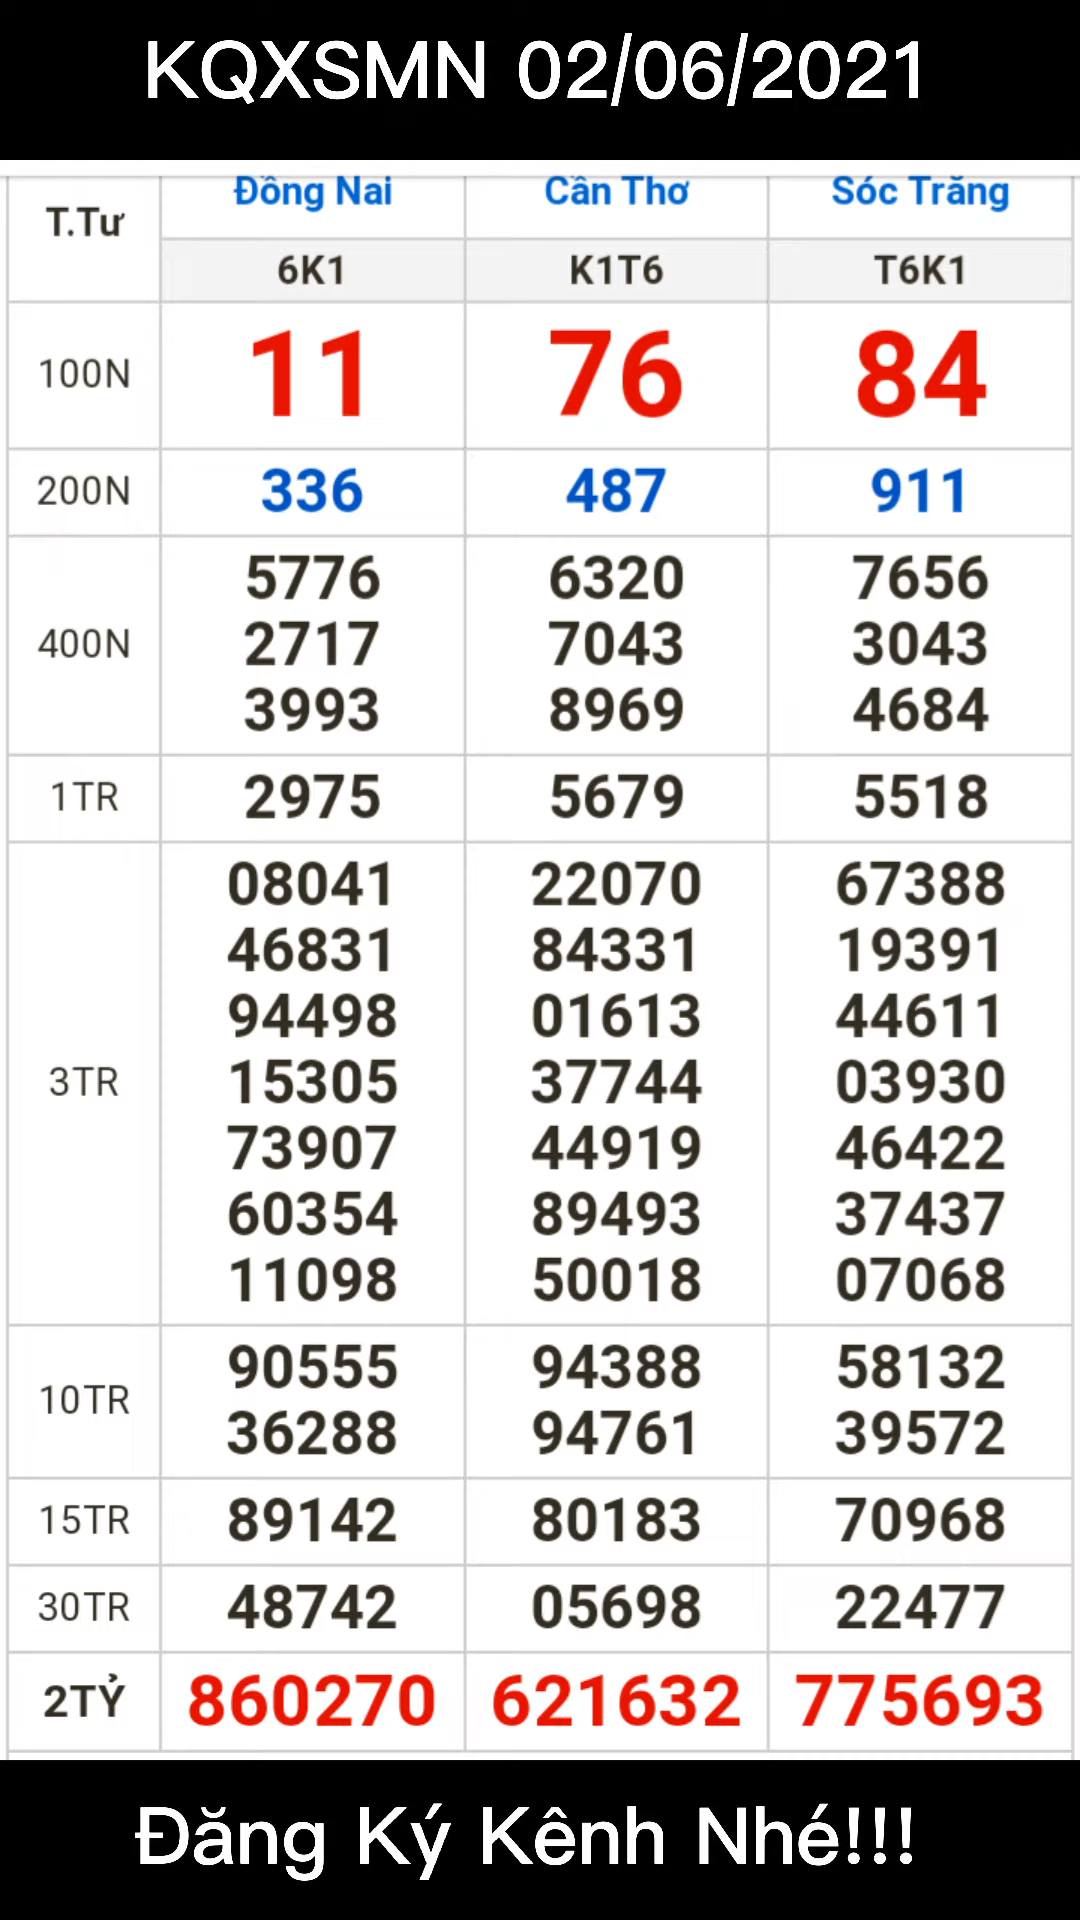 KQXSMN 02/06/2021
T.Tư Đồng Nai Cần Thơ Sóc Trăng
6K1 K1T6 T6K1
100N 11 76 84
200N 336 487 911
400N 5776 6320 7656
2717 7043 3043
3993 8969 4684
1TR 2975 5679 5518
3TR 08041 22070 67388
46831 84331 19391
94498 01613 44611
15305 37744 03930
73907 44919 46422
60354 89493 37437
11098 50018 07068
10TR 90555 94388 58132
36288 94761 39572
15TR 89142 80183 70968
30TR 48742 05698 22477
2TỶ 860270 621632 775693
Đăng Ký Kênh Nhé!!!